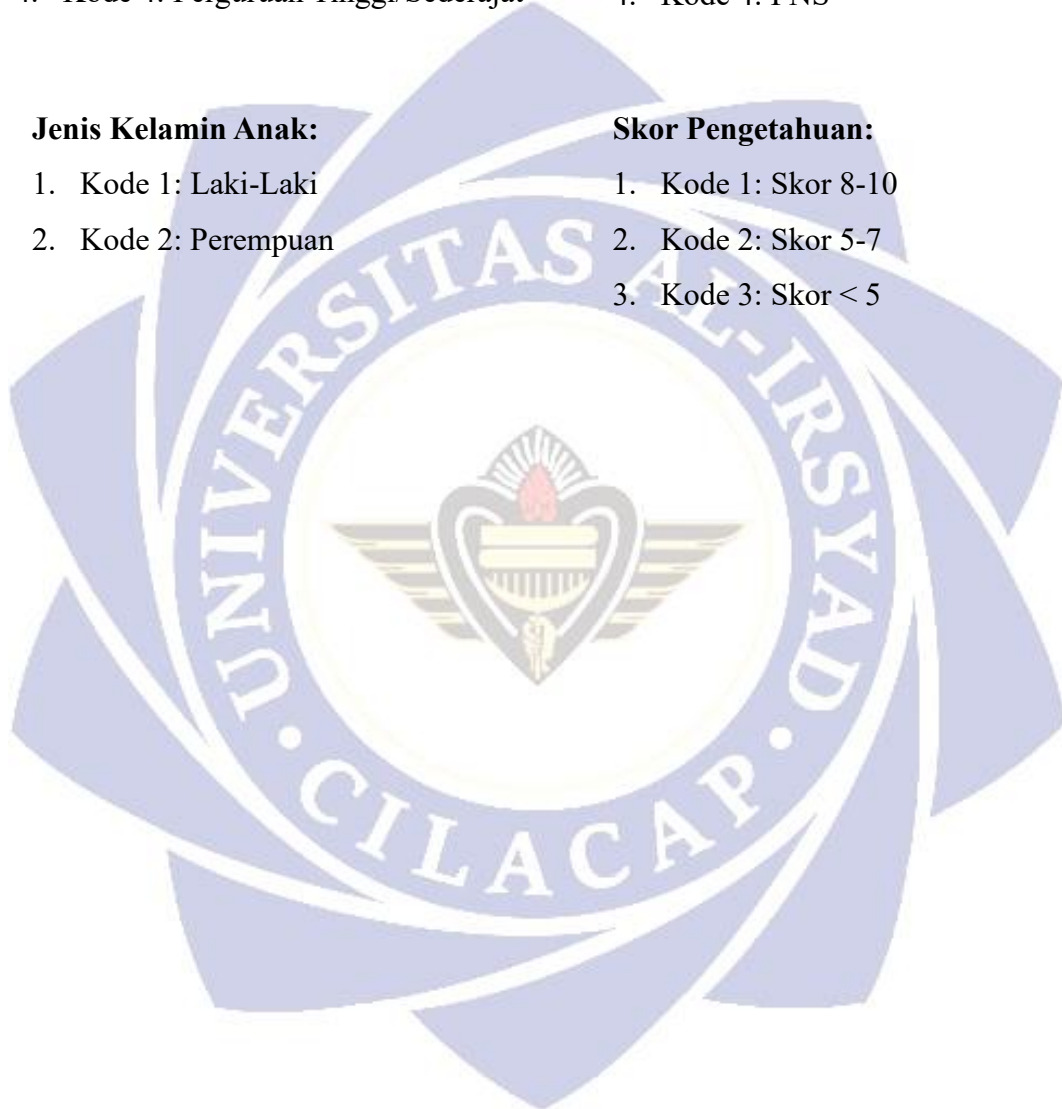 4. Kode 4: Perguruan Tinggi/Sederajat
4. Kode 4: PNS
Jenis Kelamin Anak:
1. Kode 1: Laki-Laki
2. Kode 2: Perempuan
Skor Pengetahuan:
1. Kode 1: Skor 8-10
2. Kode 2: Skor 5-7
3. Kode 3: Skor < 5
UNIVERSITAS AL-IRSYAD
CILACAP